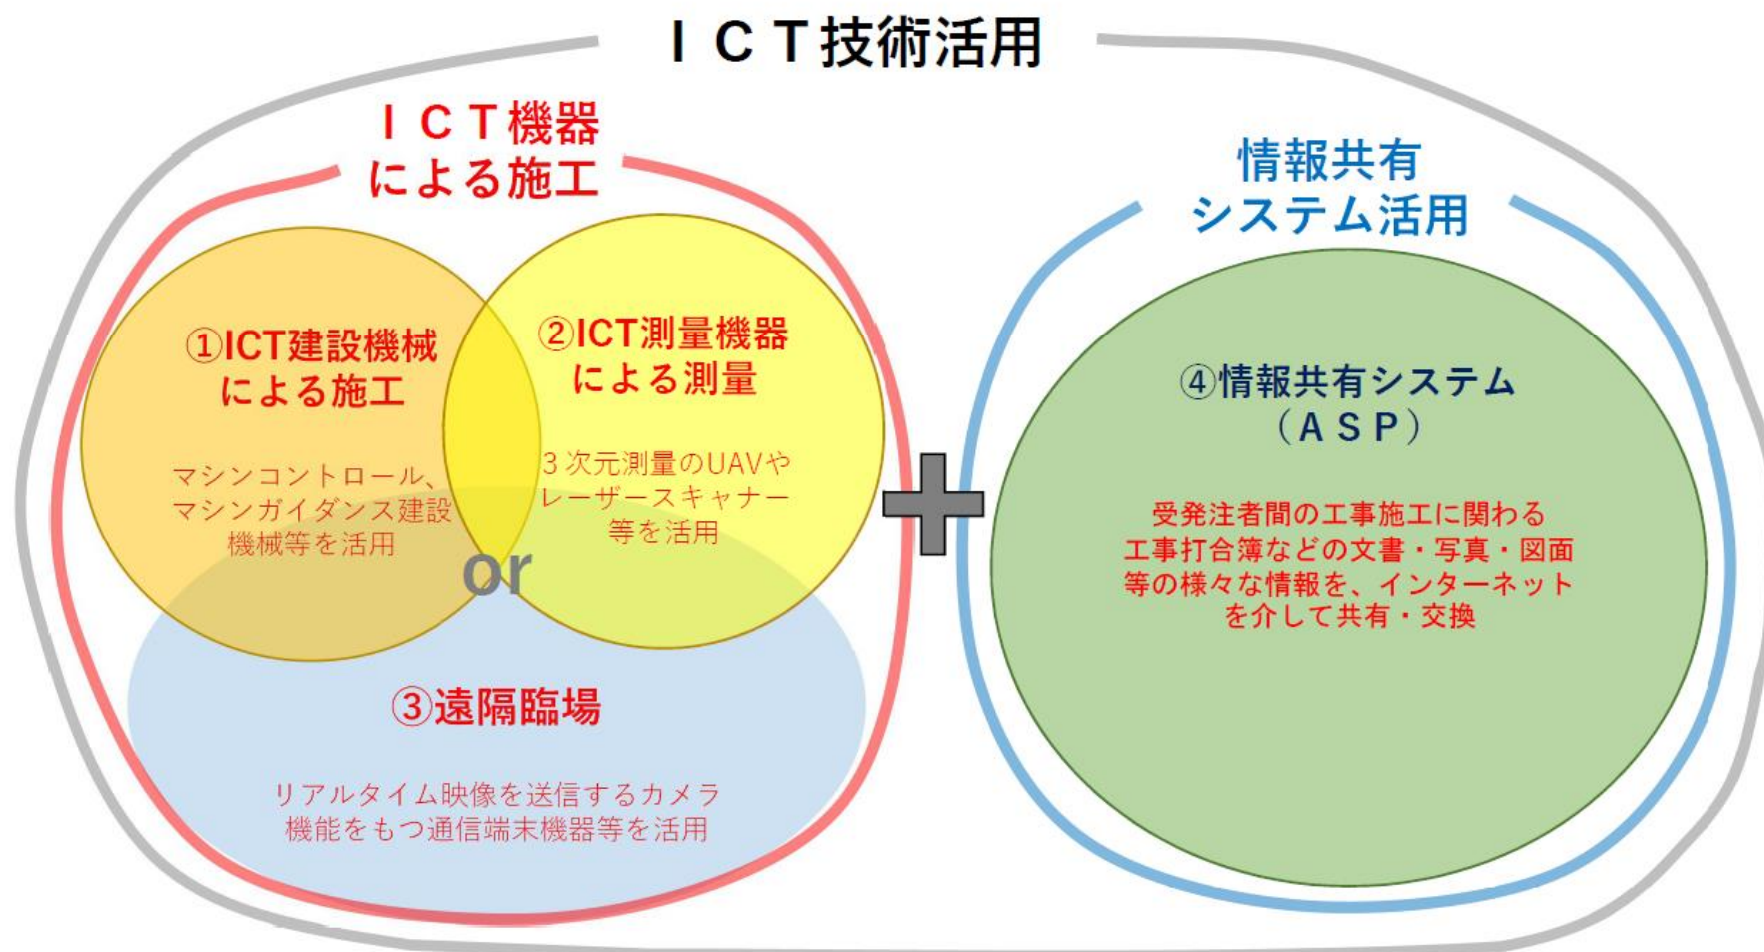 ＩＣＴ技術活用
ＩＣＴ機器
による施工
①ICT建設機械
による施工
マシンコントロール、
マシンガイダンス建設
機械等を活用
②ICT測量機器
による測量
３次元測量のUAVや
レーザースキャナー
等を活用
or
③遠隔臨場
リアルタイム映像を送信するカメラ
機能をもつ通信端末機器等を活用
情報共有
システム活用
④情報共有システム
（ＡＳＰ）
受発注者間の工事施工に関わる
工事打合簿などの文書・写真・図面
等の様々な情報を、インターネット
を介して共有・交換